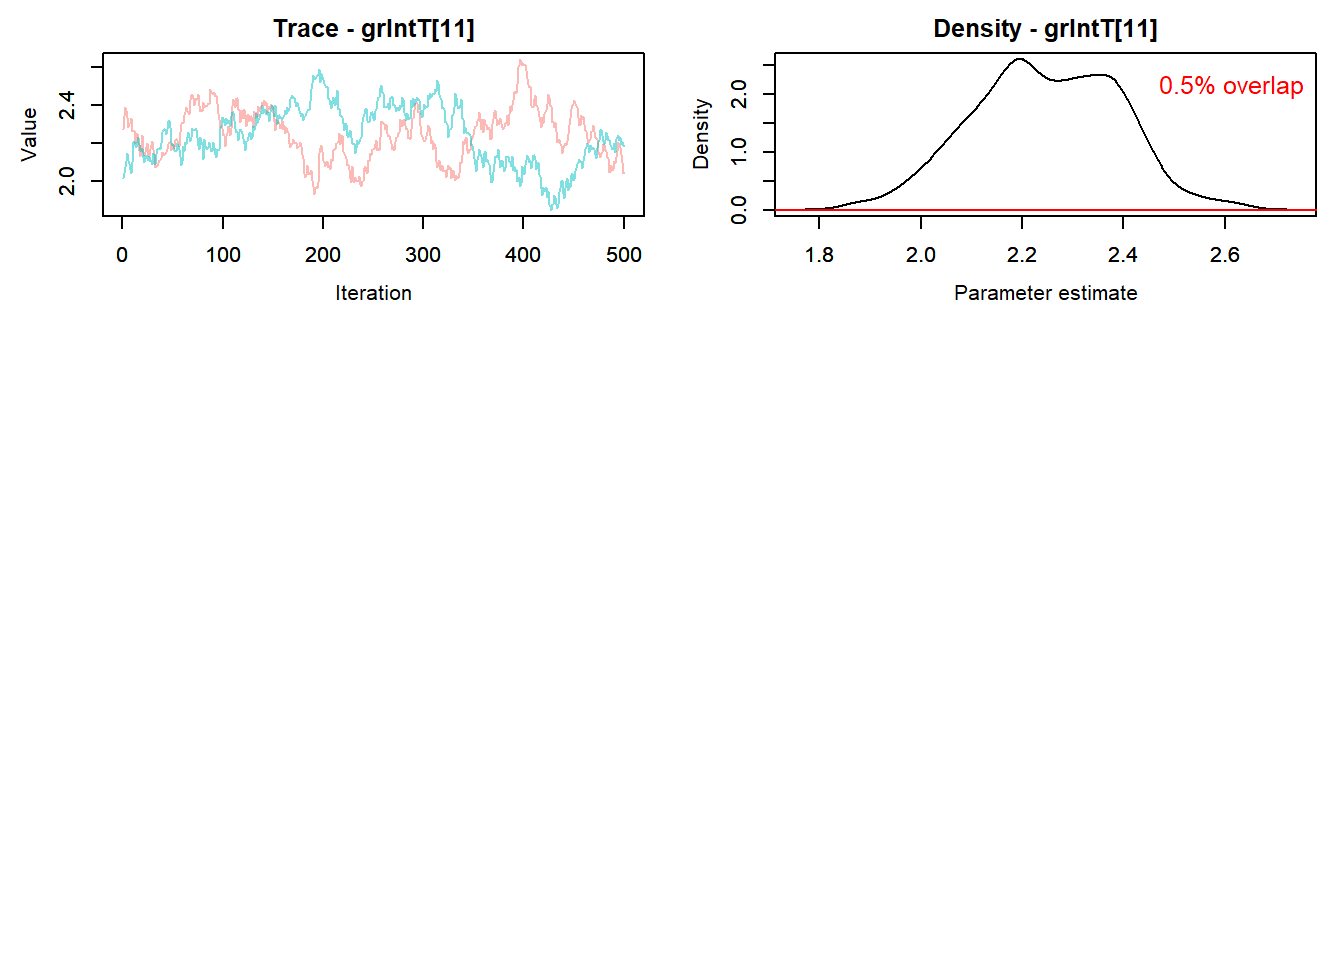 Trace - grIntT[11]
Value
2.4
2.0
0 100 200 300 400 500
Iteration
Density - grIntT[11]
0.5% overlap
Density
2.0
1.0
0.0
1.8 2.0 2.2 2.4 2.6
Parameter estimate